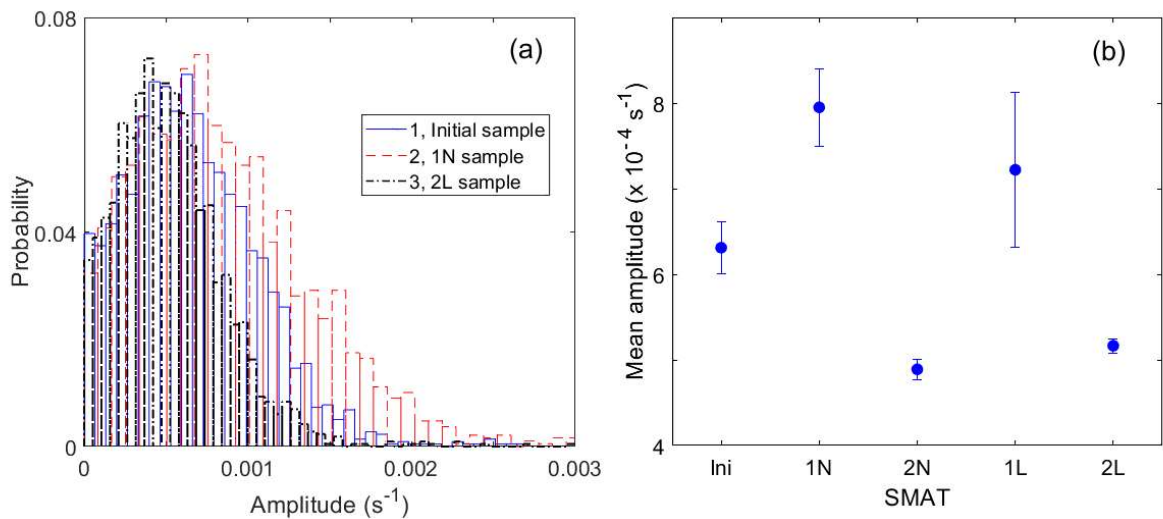 0.08
0.04
0
Probability
(a)
1, Initial sample
2, 1N sample
3, 2L sample
0 0.001 0.002 0.003
Amplitude (s-1)
8
6
4
Mean amplitude (x 10-4 s-1)
(b)
Ini 1N 2N 1L 2L
SMAT